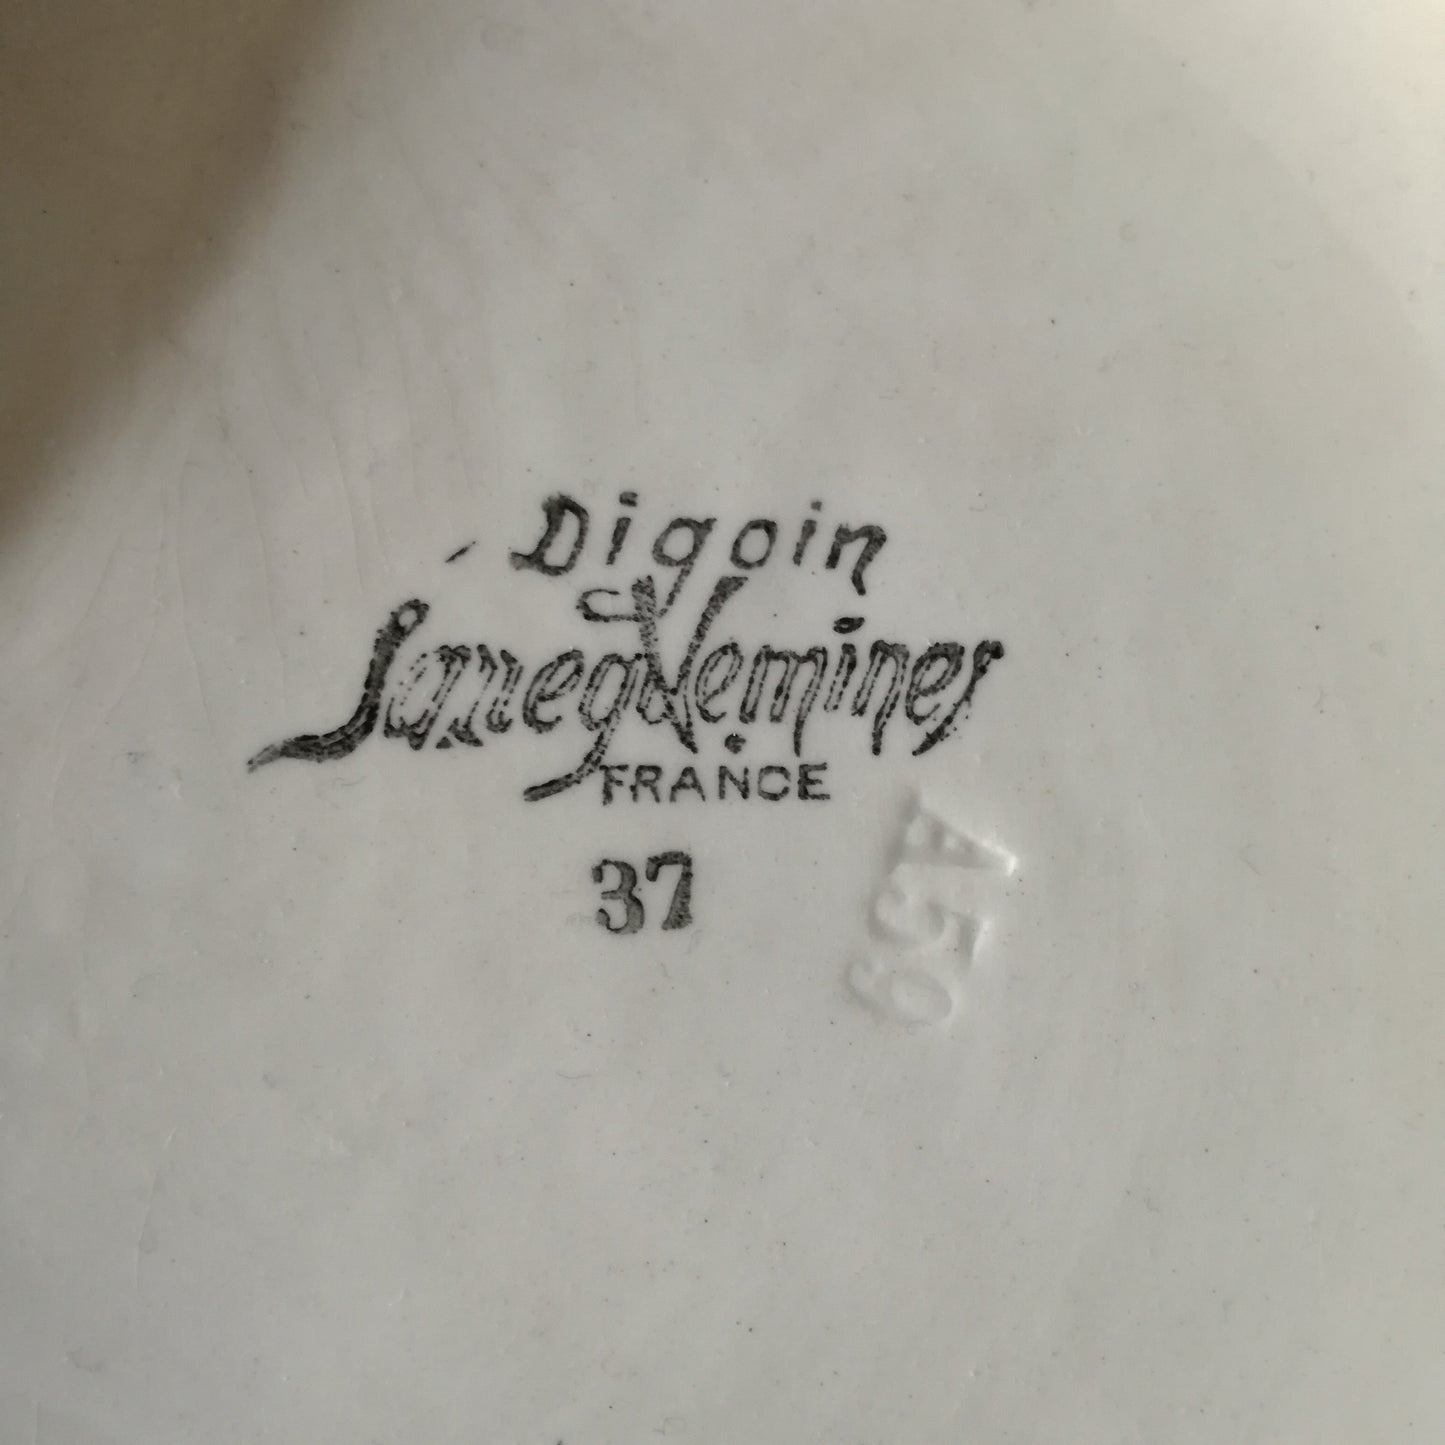 Digoin
Sarreguemines
FRANCE
37
A59